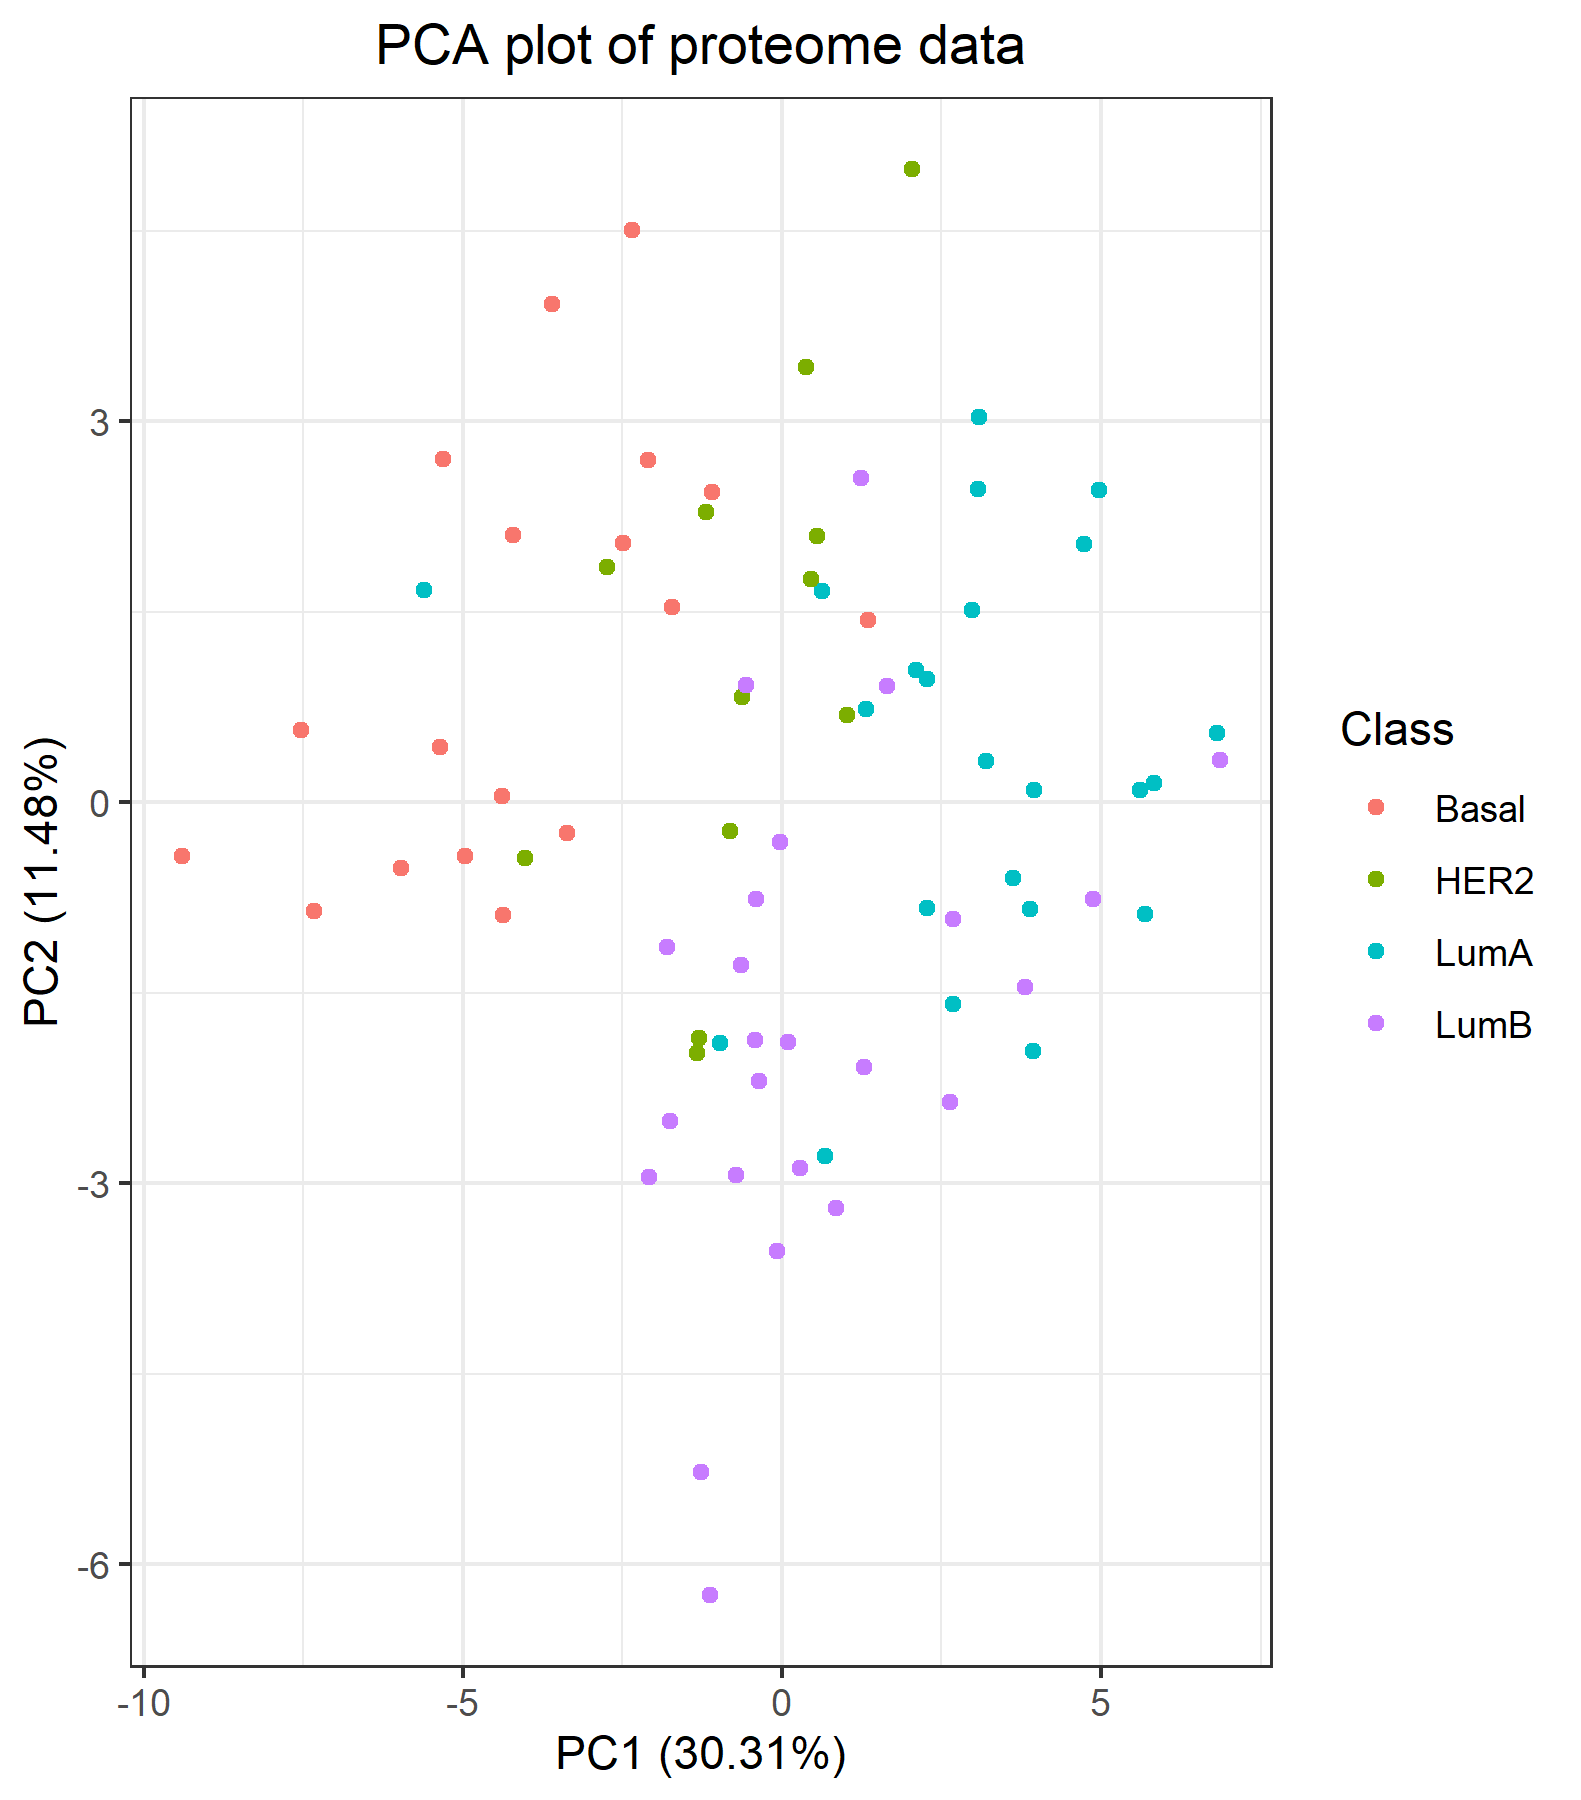 PCA plot of proteome data
PC2 (11.48%)
3
0
-3
-6
-10
-5
0
5
PC1 (30.31%)
Class
Basal
HER2
LumA
LumB